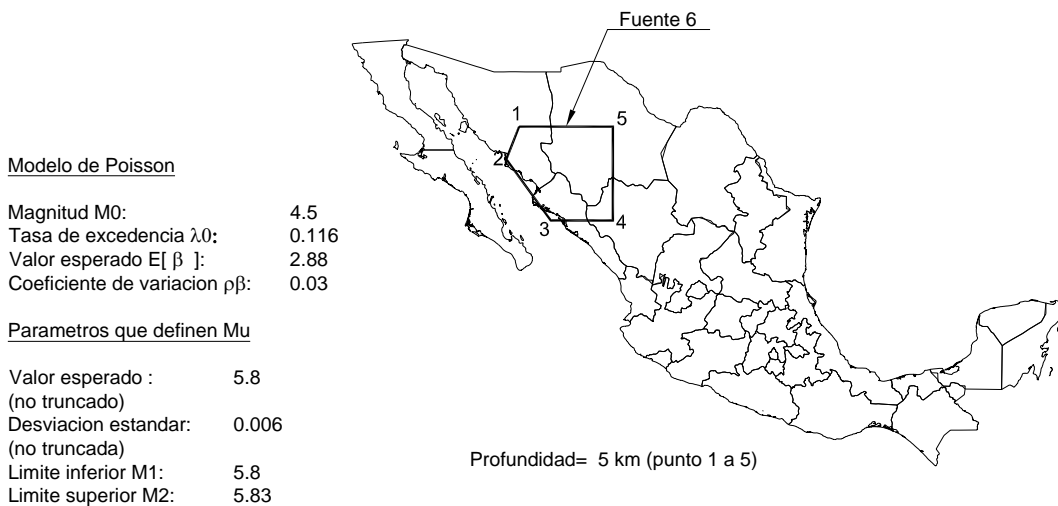 Fuente 6
1
5
2
3
4
Modelo de Poisson
Magnitud M0: 4.5
Tasa de excedencia λ0: 0.116
Valor esperado E[ β ]: 2.88
Coeficiente de variacion ρβ: 0.03
Parametros que definen Mu
Valor esperado : 5.8
(no truncado)
Desviacion estandar: 0.006
(no truncada)
Limite inferior M1: 5.8
Limite superior M2: 5.83
Profundidad= 5 km (punto 1 a 5)